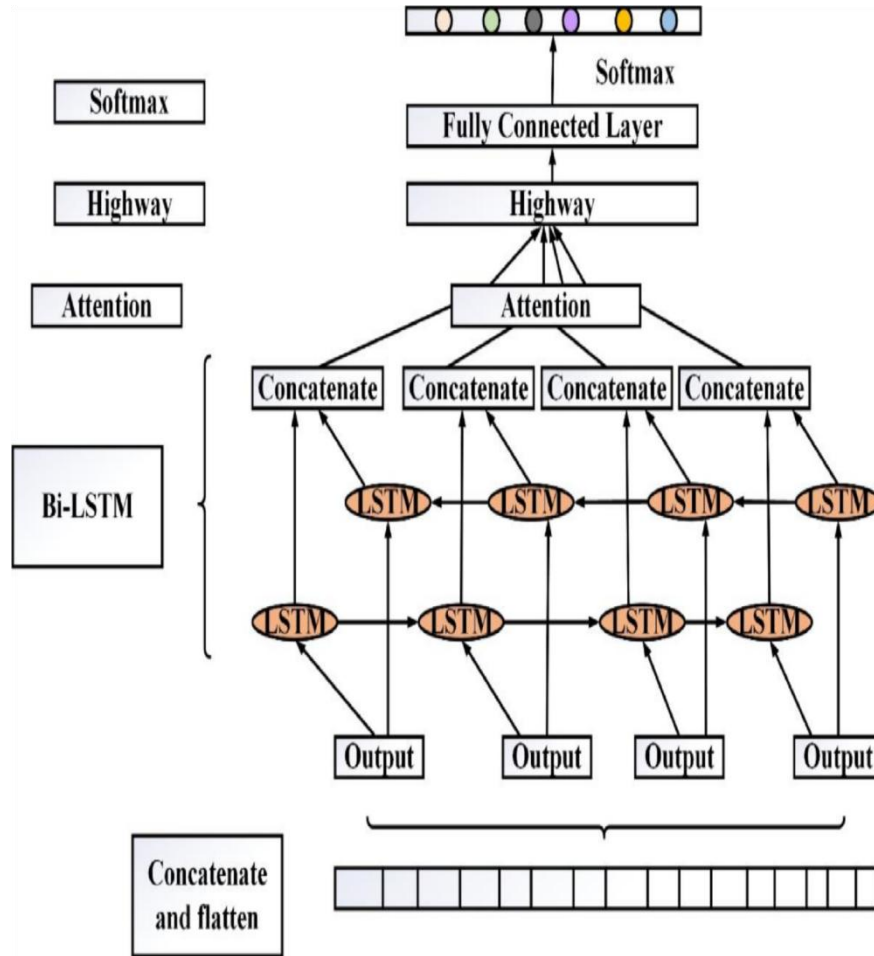 Softmax
Softmax
Fully Connected Layer
Highway
Highway
Attention
Attention
Concatenate Concatenate Concatenate Concatenate
Bi-LSTM
LSTM LSTM LSTM LSTM
LSTM LSTM LSTM LSTM
Output Output Output Output
Concatenate
and flatten